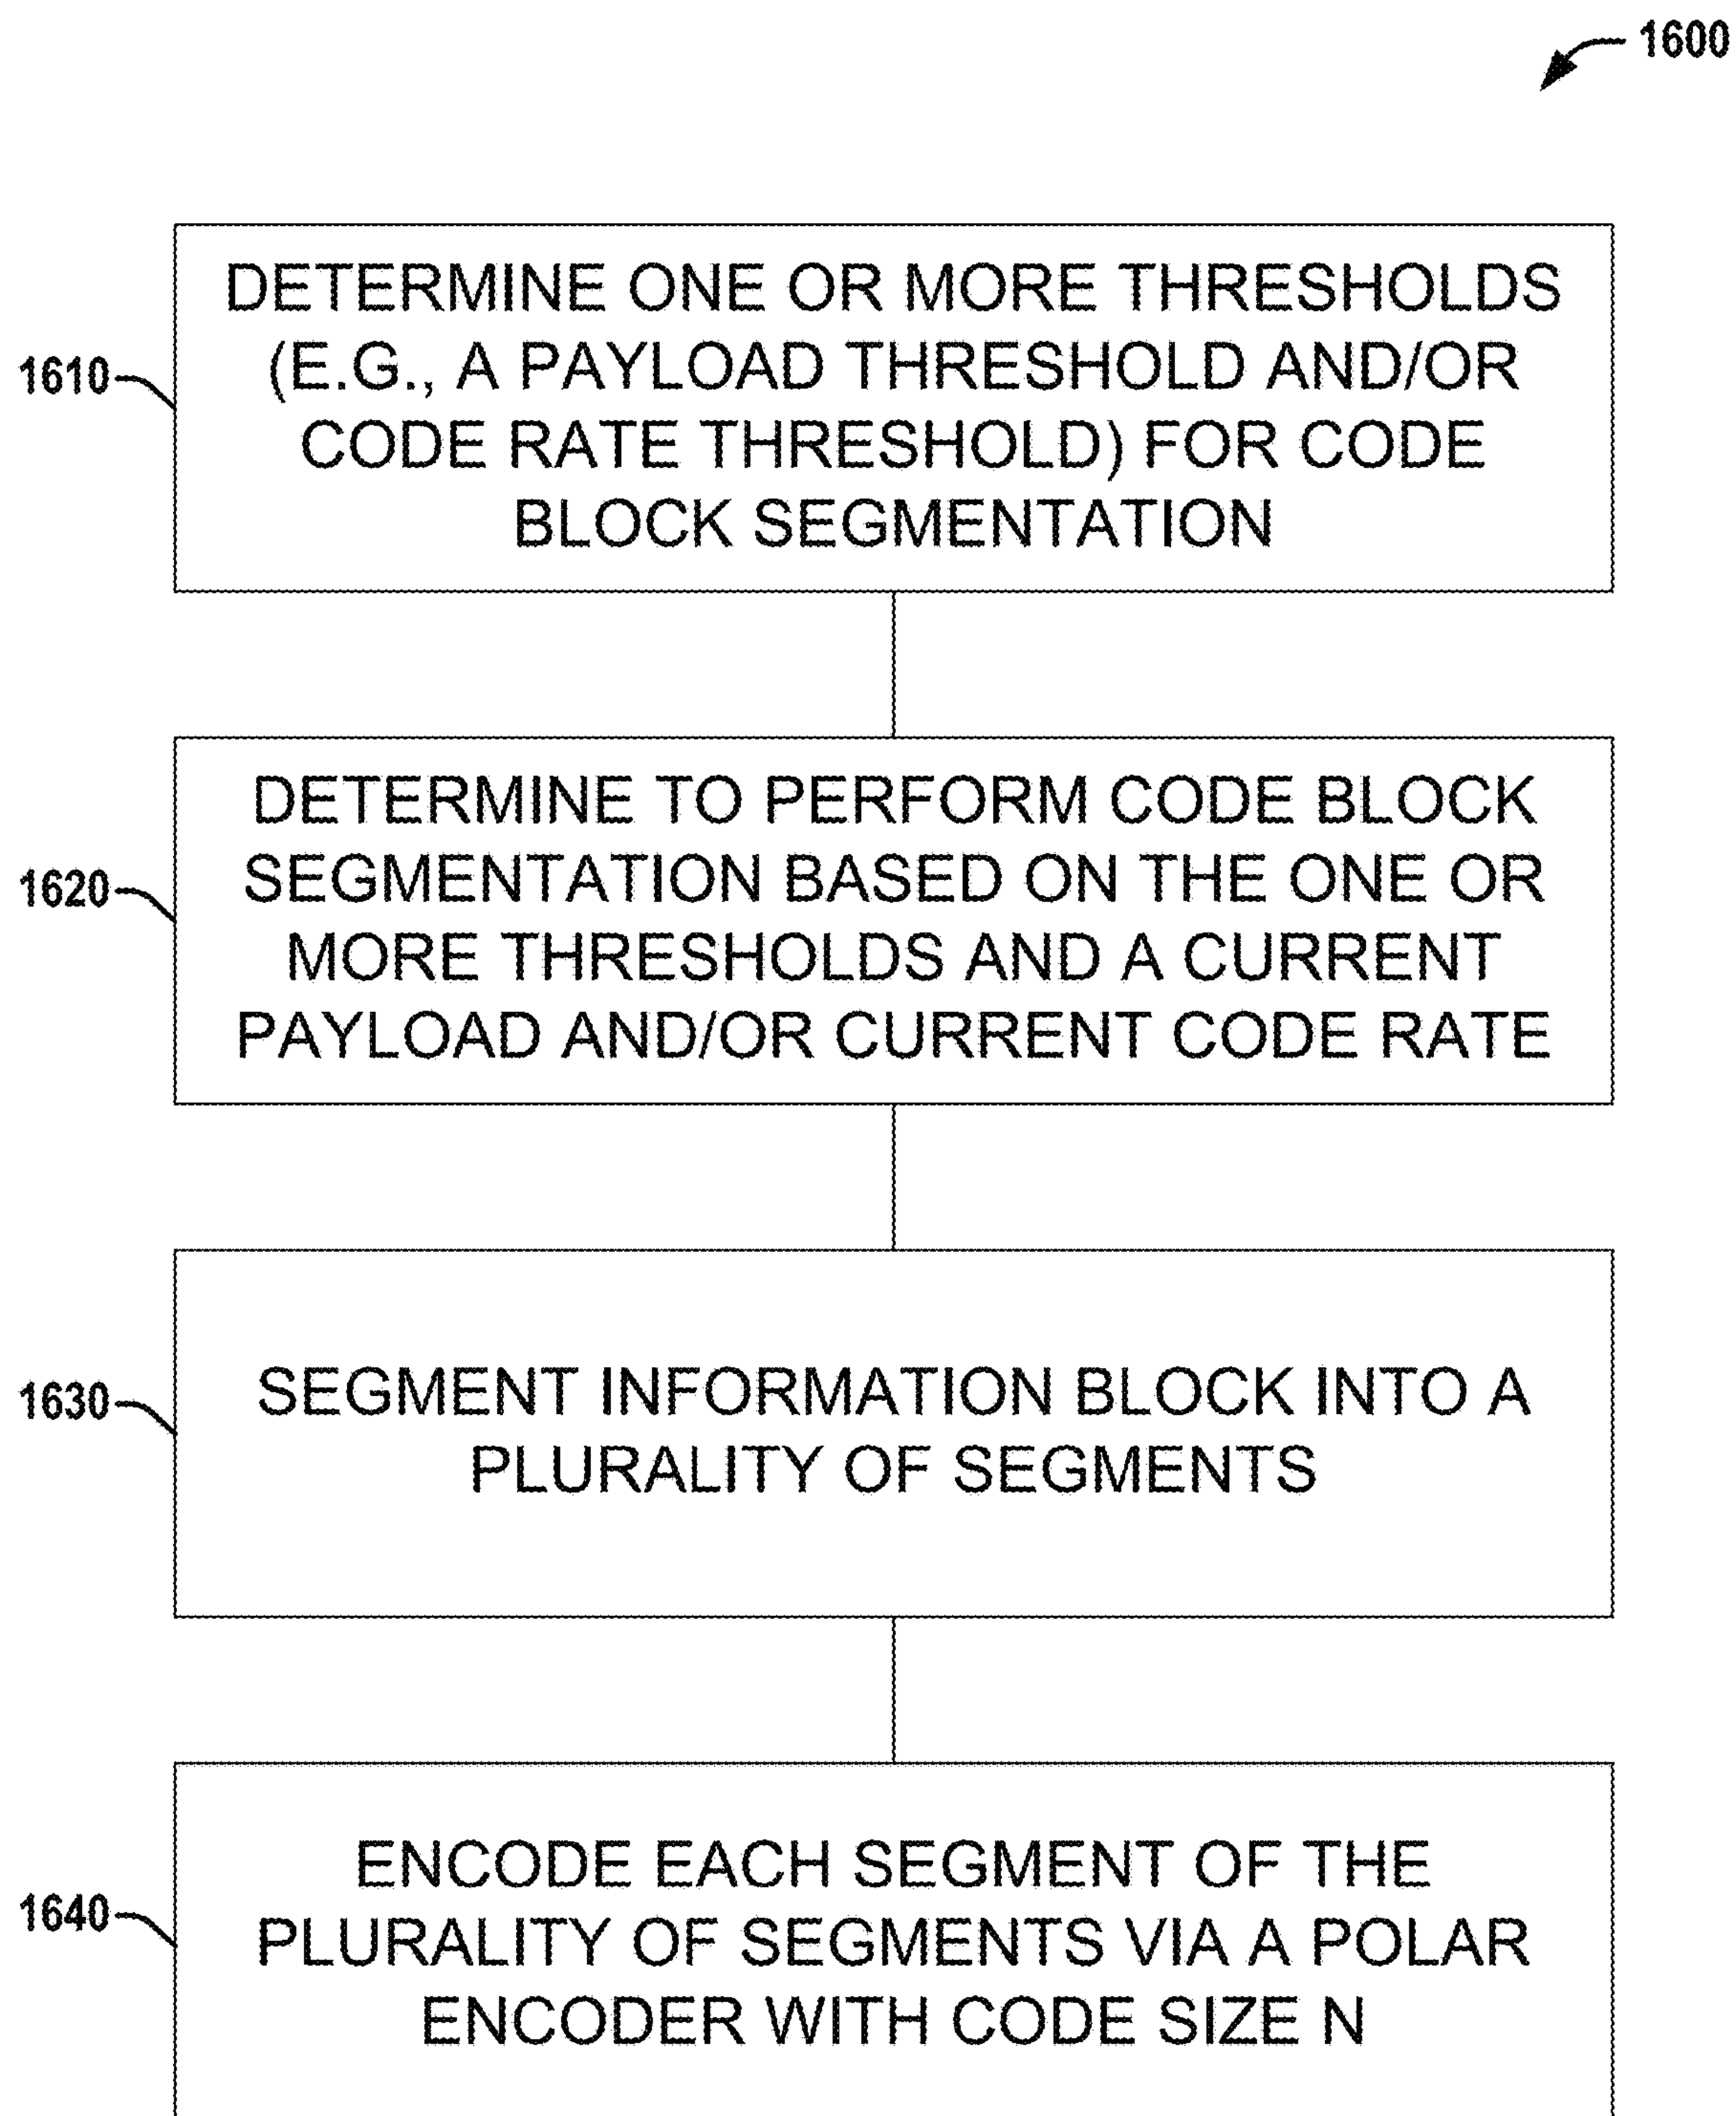 1600
1610
DETERMINE ONE OR MORE THRESHOLDS
(E.G., A PAYLOAD THRESHOLD AND/OR
CODE RATE THRESHOLD) FOR CODE
BLOCK SEGMENTATION
1620
DETERMINE TO PERFORM CODE BLOCK
SEGMENTATION BASED ON THE ONE OR
MORE THRESHOLDS AND A CURRENT
PAYLOAD AND/OR CURRENT CODE RATE
1630
SEGMENT INFORMATION BLOCK INTO A
PLURALITY OF SEGMENTS
1640
ENCODE EACH SEGMENT OF THE
PLURALITY OF SEGMENTS VIA A POLAR
ENCODER WITH CODE SIZE N